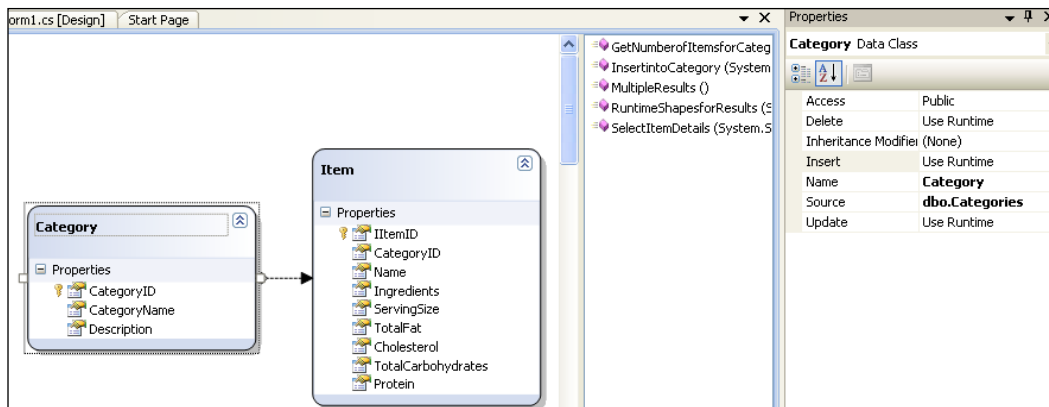 orm1.cs [Design] Start Page
Category
Properties
CategoryID
CategoryName
Description
Item
Properties
IItemID
CategoryID
Name
Ingredients
ServingSize
TotalFat
Cholesterol
TotalCarbohydrates
Protein
GetNumberofItemsforCateg
InsertintoCategory (System
MultipleResults ()
RuntimeShapesforResults (S
SelectItemDetails (System.S
Properties
Category Data Class
Access Public
Delete Use Runtime
Inheritance Modifier (None)
Insert Use Runtime
Name Category
Source dbo.Categories
Update Use Runtime